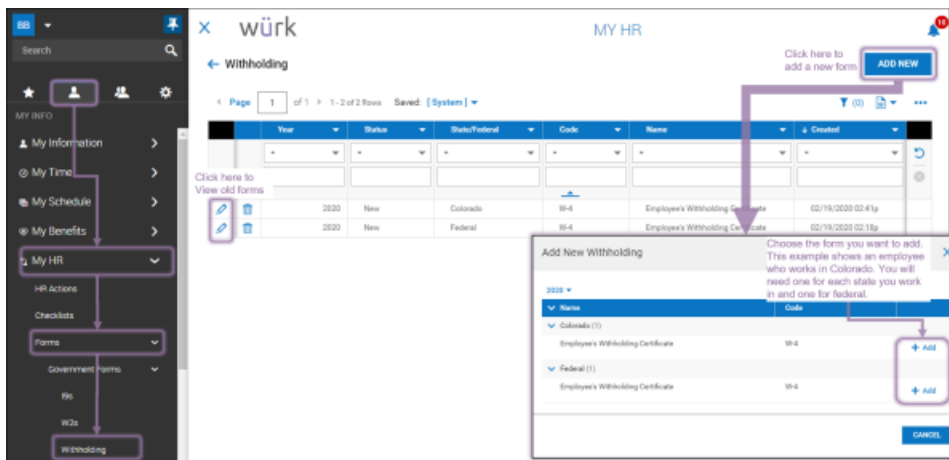 BB
Search
MY INFO
My Information
My Time
My Schedule
My Benefits
My HR
HR Actions
Checklists
Forms
Government Forms
I9s
W2s
Withholding
würk
MY HR
10
Withholding
Click here to
add a new form
ADD NEW
Page 1 of 1 1-2 of 2 Rows Saved: [System]
(0)
Year Status State/Federal Code Name Created
Click here to
View old forms
2020 New Colorado W-4 Employee's Withholding Certificate 02/19/2020 02:41p
2020 New Federal W-4 Employee's Withholding Certificate 02/19/2020 02:18p
Add New Withholding
Choose the form you want to add.
This example shows an employee
who works in Colorado. You will
need one for each state you work
in and one for federal.
2020
Name Code
Colorado (1)
Employee's Withholding Certificate W-4 + Add
Federal (1)
Employee's Withholding Certificate W-4 + Add
CANCEL